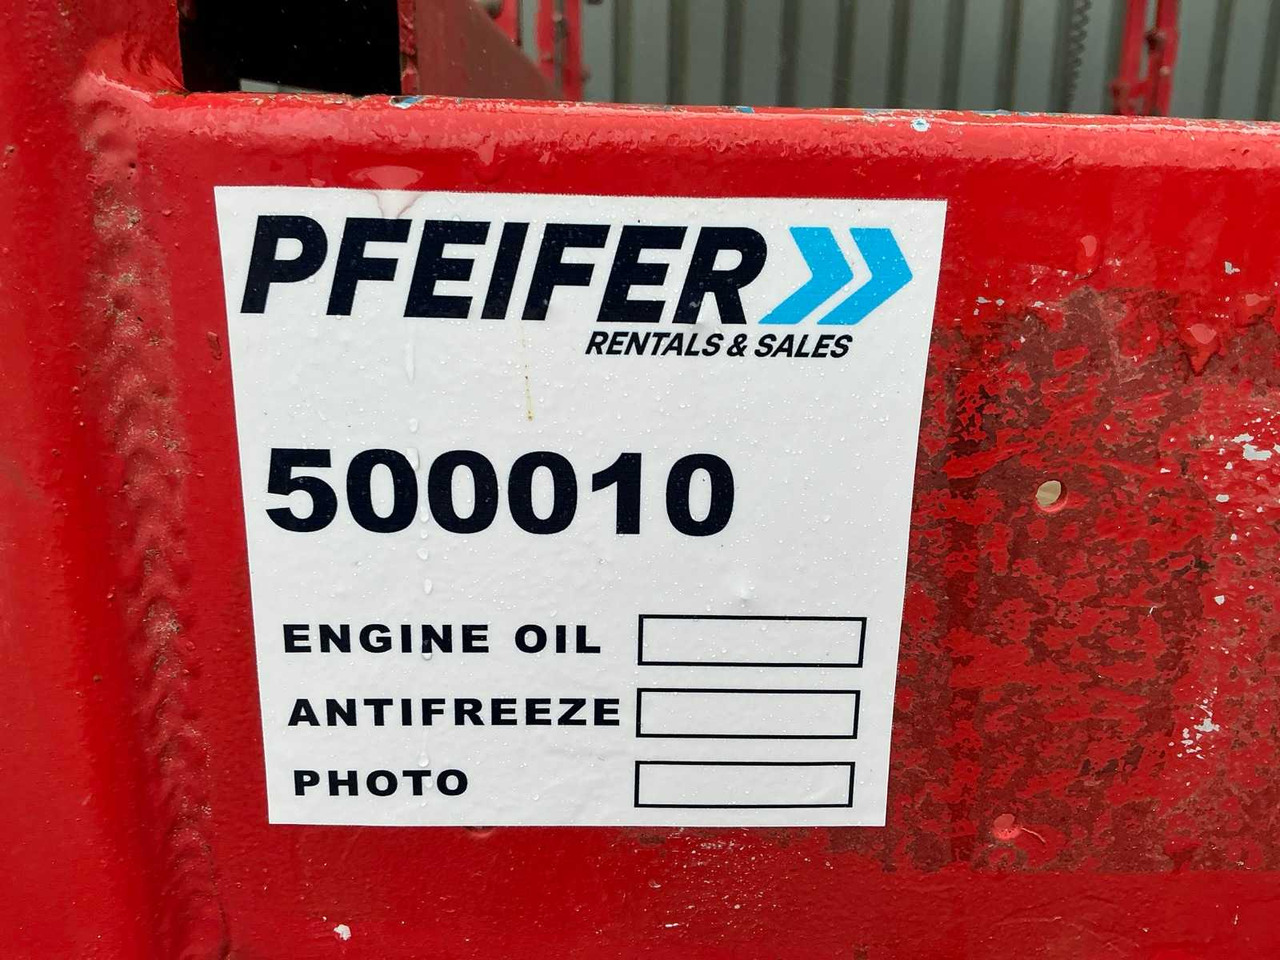 PFEIFER
RENTALS & SALES
500010
ENGINE OIL
ANTIFREEZE
PHOTO